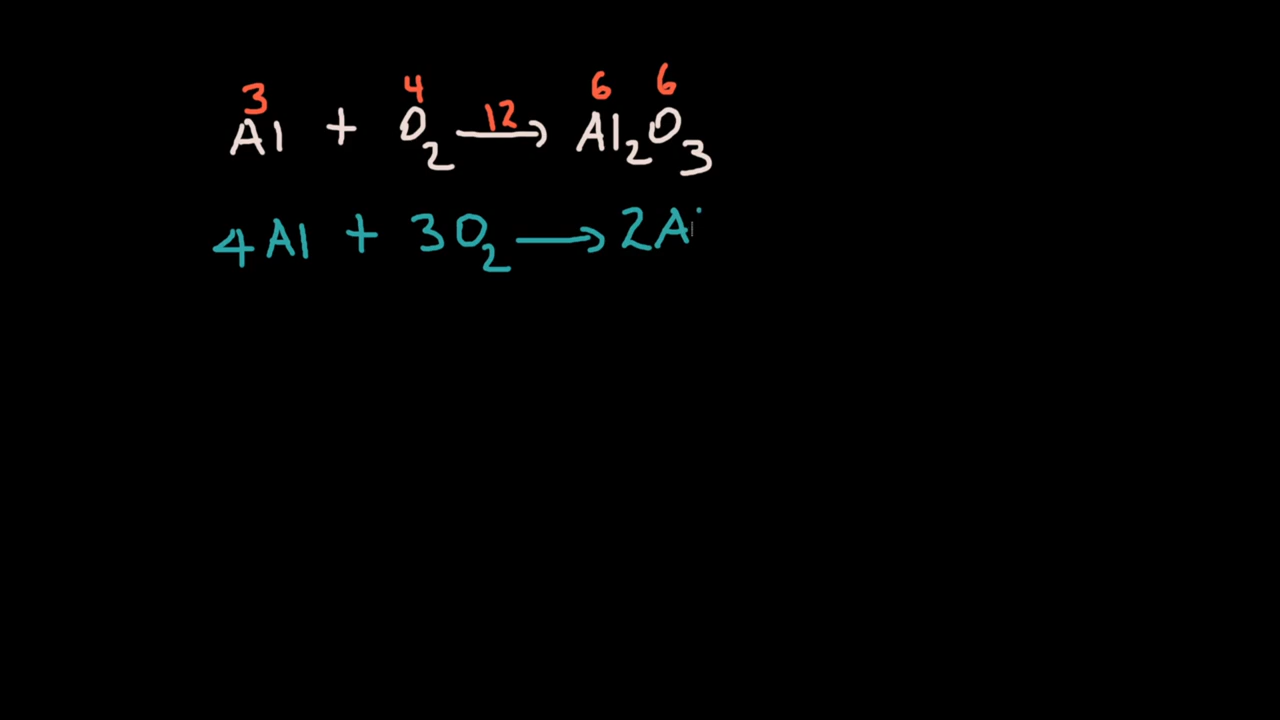 3 4 12 6 6
Al + O2 → Al2O3
4Al + 3O2 → 2A